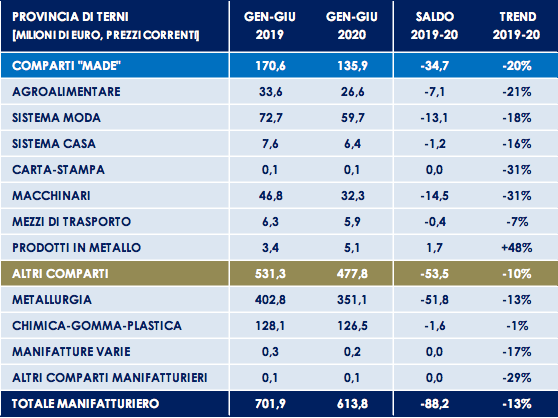 PROVINCIA DI TERNI GEN-GIU GEN-GIU SALDO TREND
[MILIONI DI EURO, PREZZI CORRENTI] 2019 2020 2019-20 2019-20
COMPARTI "MADE" 170,6 135,9 -34,7 -20%
AGROALIMENTARE 33,6 26,6 -7,1 -21%
SISTEMA MODA 72,7 59,7 -13,1 -18%
SISTEMA CASA 7,6 6,4 -1,2 -16%
CARTA-STAMPA 0,1 0,1 0,0 -31%
MACCHINARI 46,8 32,3 -14,5 -31%
MEZZI DI TRASPORTO 6,3 5,9 -0,4 -7%
PRODOTTI IN METALLO 3,4 5,1 1,7 +48%
ALTRI COMPARTI 531,3 477,8 -53,5 -10%
METALLURGIA 402,8 351,1 -51,8 -13%
CHIMICA-GOMMA-PLASTICA 128,1 126,5 -1,6 -1%
MANIFATTURE VARIE 0,3 0,2 0,0 -17%
ALTRI COMPARTI MANIFATTURIERI 0,1 0,1 0,0 -29%
TOTALE MANIFATTURIERO 701,9 613,8 -88,2 -13%